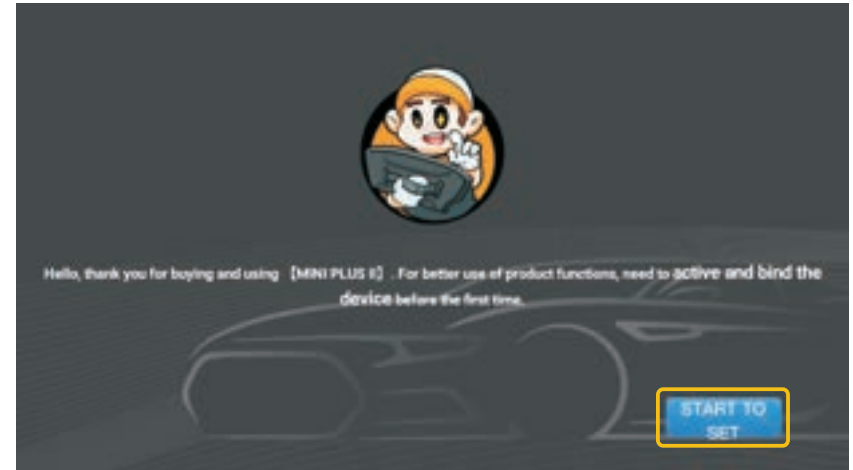 Hello, thank you for buying and using 【MINI PLUS II】 . For better use of product functions, need to active and bind the
device before the first time.
START TO
SET